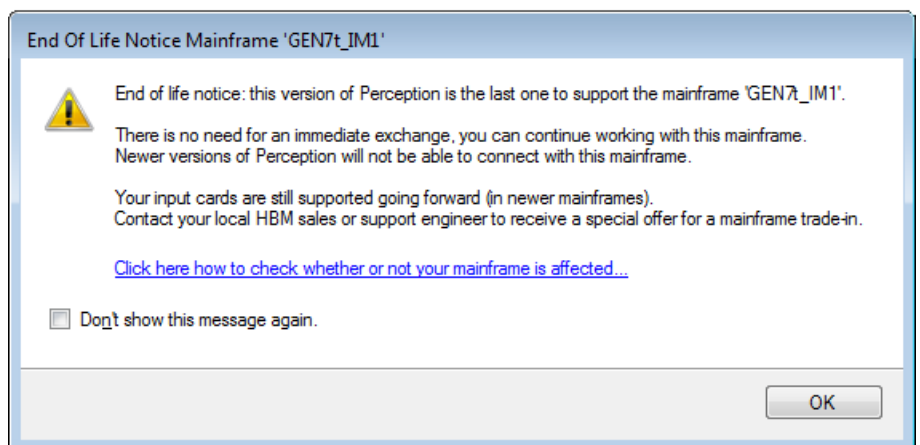 End Of Life Notice Mainframe 'GEN7t_IM1'
End of life notice: this version of Perception is the last one to support the mainframe 'GEN7t_IM1'.
There is no need for an immediate exchange, you can continue working with this mainframe.
Newer versions of Perception will not be able to connect with this mainframe.
Your input cards are still supported going forward (in newer mainframes).
Contact your local HBM sales or support engineer to receive a special offer for a mainframe trade-in.
Click here how to check whether or not your mainframe is affected...
Don't show this message again.
OK